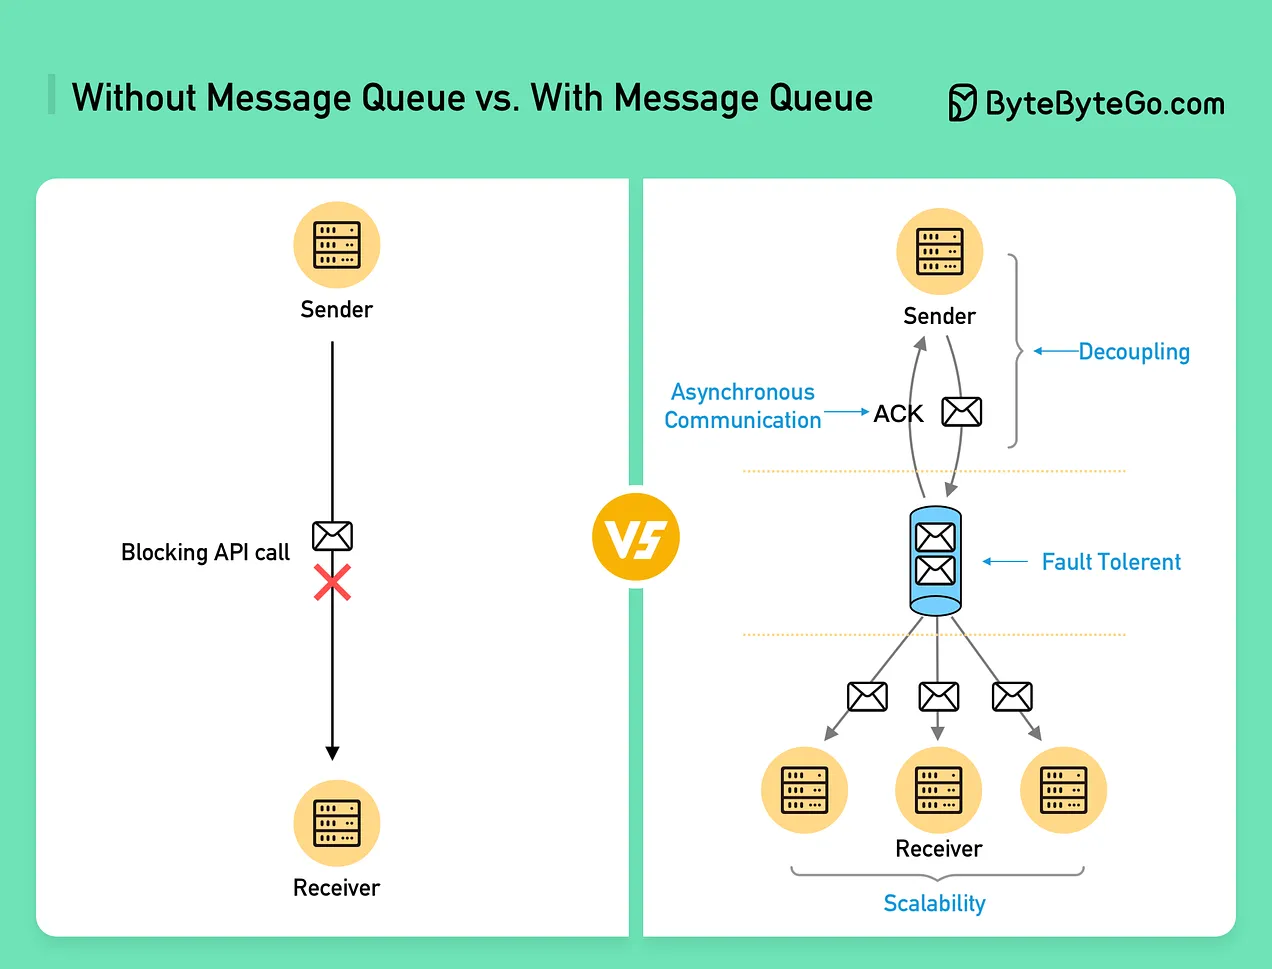 Without Message Queue vs. With Message Queue
ByteByteGo.com
Sender
Blocking API call
Receiver
VS
Sender
Decoupling
Asynchronous
Communication
ACK
Fault Tolerent
Receiver
Scalability